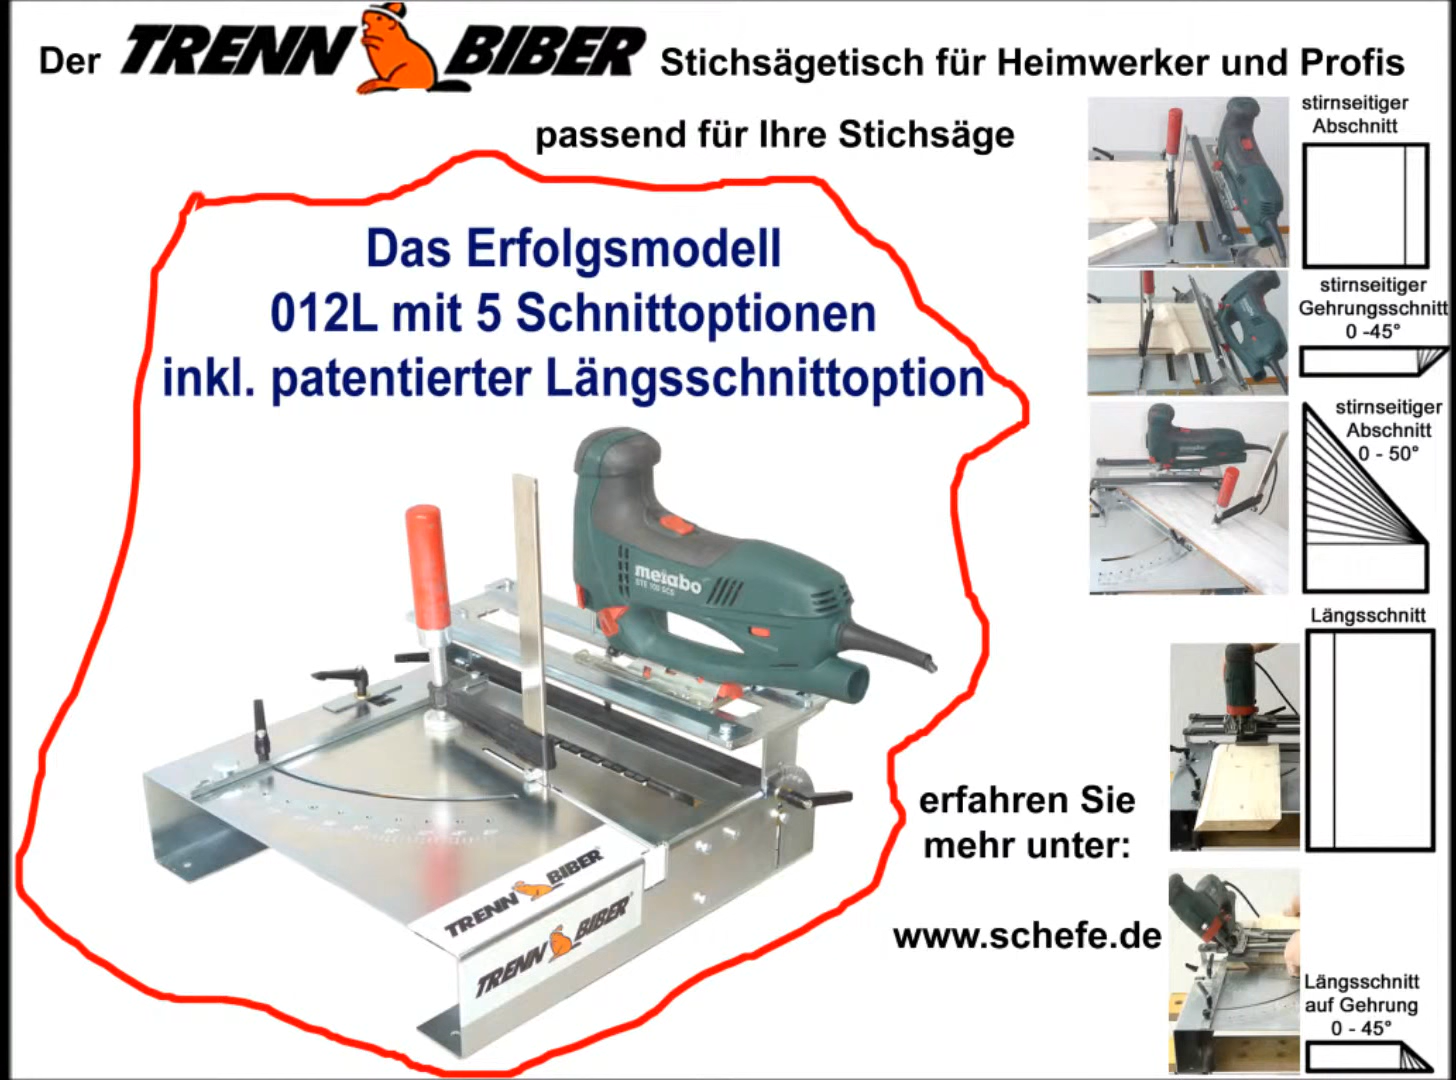 Der TRENN BIBER Stichsägetisch für Heimwerker und Profis
passend für Ihre Stichsäge
Das Erfolgsmodell
012L mit 5 Schnittoptionen
inkl. patentierter Längsschnittoption
metabo
TRENN BIBER
TRENN BIBER
erfahren Sie
mehr unter:
www.schefe.de
stirnseitiger
Abschnitt
stirnseitiger
Gehrungsschnitt
0 -45°
stirnseitiger
Abschnitt
0 - 50°
metabo
Längsschnitt
Längsschnitt
auf Gehrung
0 - 45°